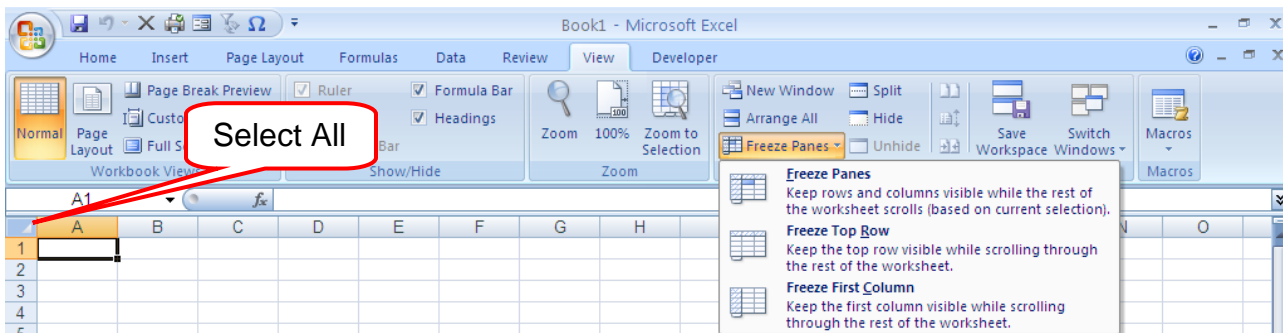 Book1 - Microsoft Excel
Home Insert Page Layout Formulas Data Review View Developer
Normal
Page Layout
Page Break Preview
Full
Workbook Views
Select All
Ruler
Formula Bar
Headings
Bar
Show/Hide
Zoom
100%
Zoom to Selection
Zoom
New Window
Arrange All
Freeze Panes
Split
Hide
Unhide
Save Workspace
Switch Windows
Macros
Macros
Freeze Panes
Keep rows and columns visible while the rest of
the worksheet scrolls (based on current selection).
Freeze Top Row
Keep the top row visible while scrolling through
the rest of the worksheet.
Freeze First Column
Keep the first column visible while scrolling
through the rest of the worksheet.
A1 fx
A B C D E F G H N O
1
2
3
4